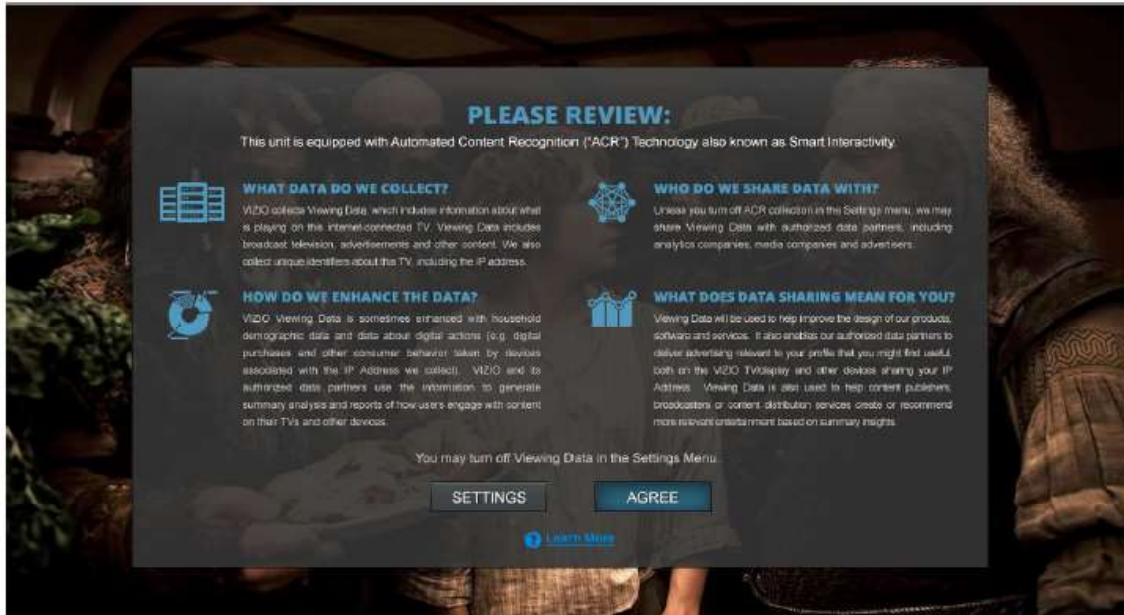 PLEASE REVIEW:
This unit is equipped with Automated Content Recognition ("ACR") Technology also known as Smart Interactivity
WHAT DATA DO WE COLLECT?
VIZIO collects Viewing Data, which includes information about what
is playing on this internet-connected TV. Viewing Data includes
broadcast television, advertisements and other content. We also
collect unique identifiers about this TV, including the IP address.
HOW DO WE ENHANCE THE DATA?
VIZIO Viewing Data is sometimes enhanced with household
demographic data and data about digital actions (e.g. digital
purchases and other consumer behavior taken by devices
associated with the IP Address we collect). VIZIO and its
authorized data partners use the information to generate
summary analysis and reports of how users engage with content
on their TVs and other devices.
WHO DO WE SHARE DATA WITH?
Unless you turn off ACR collection in the Settings menu, we may
share Viewing Data with authorized data partners, including
analytics companies, media companies and advertisers.
WHAT DOES DATA SHARING MEAN FOR YOU?
Viewing Data will be used to help improve the design of our products,
software and services. It also enables our authorized data partners to
deliver advertising relevant to your profile that you might find useful,
both on the VIZIO TV/display and other devices sharing your IP
Address. Viewing Data is also used to help content publishers,
broadcasters or content distribution services create or recommend
more relevant entertainment based on summary insights.
You may turn off Viewing Data in the Settings Menu.
SETTINGS
AGREE
? Learn More